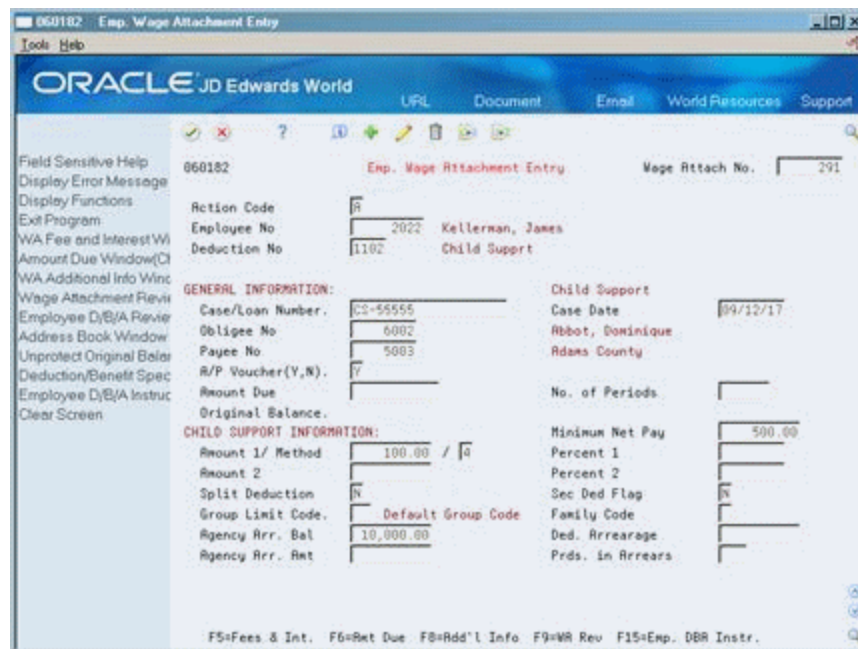 060182 Emp. Wage Attachment Entry
Tools Help
ORACLE JD Edwards World
URL Document Email World Resources Support
Field Sensitive Help
Display Error Message
Display Functions
Exit Program
WA Fee and Interest Wi
Amount Due Window(Ch
WA Additional Info Wind
Wage Attachment Revie
Employee D/B/A Review
Address Book Window
Unprotect Original Balan
Deduction/Benefit Spec
Employee D/B/A Instruc
Clear Screen
060182 Emp. Wage Attachment Entry Wage Attach No. 291
Action Code A
Employee No 2022 Kellerman, James
Deduction No 1102 Child Supprt
GENERAL INFORMATION: Child Support
Case/Loan Number. CS-55555 Case Date 09/12/17
Obligee No 6002 Abbot, Dominique
Payee No 5003 Adams County
A/P Voucher(Y,N). Y
Amount Due No. of Periods
Original Balance.
CHILD SUPPORT INFORMATION: Minimum Net Pay 500.00
Amount 1/ Method 100.00 / 4 Percent 1
Amount 2 Percent 2
Split Deduction N Sec Ded Flag N
Group Limit Code. Default Group Code Family Code
Agency Arr. Bal 10,000.00 Ded. Arrearage
Agency Arr. Amt Prds. in Arrears
F5=Fees & Int. F6=Amt Due F8=Add'l Info F9=WA Rev F15=Emp. DBA Instr.